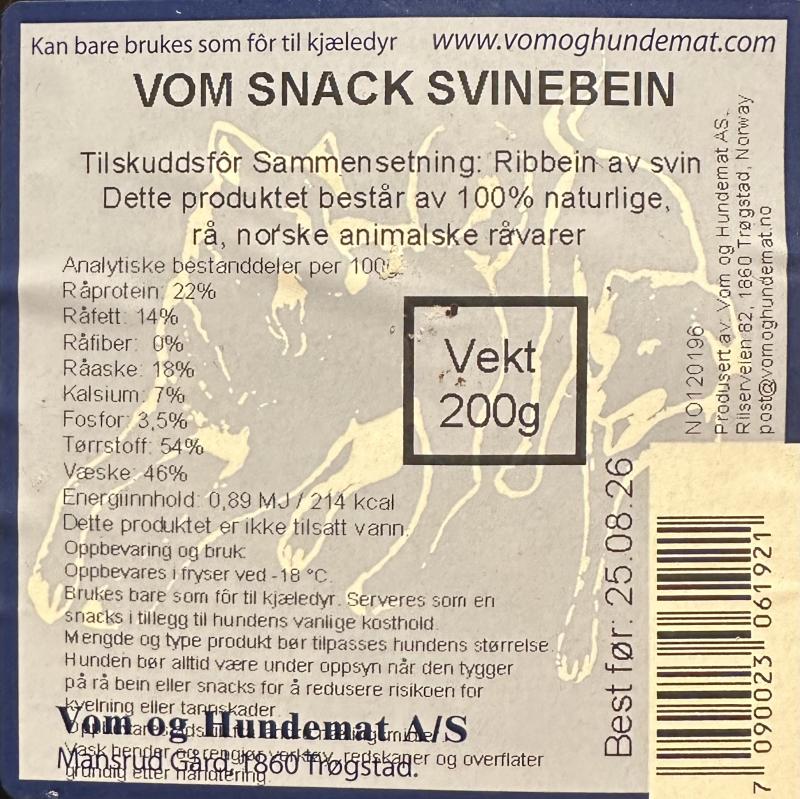 Kan bare brukes som fôr til kjæledyr www.vomoghundemat.com
VOM SNACK SVINEBEIN
Tilskuddsfôr Sammensetning: Ribbein av svin
Dette produktet består av 100% naturlige,
rå, norske animalske råvarer
Analytiske bestanddeler per 100g
Råprotein: 22%
Råfett: 14%
Råfiber: 0%
Råaske: 18%
Kalsium: 7%
Fosfor: 3,5%
Tørrstoff: 54%
Væske: 46%
Energiinnhold: 0,89 MJ / 214 kcal
Dette produktet er ikke tilsatt vann.
Oppbevaring og bruk:
Oppbevares i fryser ved -18 °C.
Brukes bare som fôr til kjæledyr. Serveres som en
snacks i tillegg til hundens vanlige kosthold.
Mengde og type produkt bør tilpasses hundens størrelse.
Hunden bør alltid være under oppsyn når den tygger
på rå bein eller snacks for å redusere risikoen for
kvelning eller tannskader
Vom og Hundemat A/S
Vask hender og rengjør verktøy, redskaper og overflater
Mansrud Gård, 1860 Trøgstad.
grundig etter håndtering.
Vekt
200g
NO120196
Produsert av: Vom og Hundemat AS,
Rilserveien 82, 1860 Trøgstad, Norway
post@vomoghundemat.no
Best før: 25.08.26
7 090023 061921